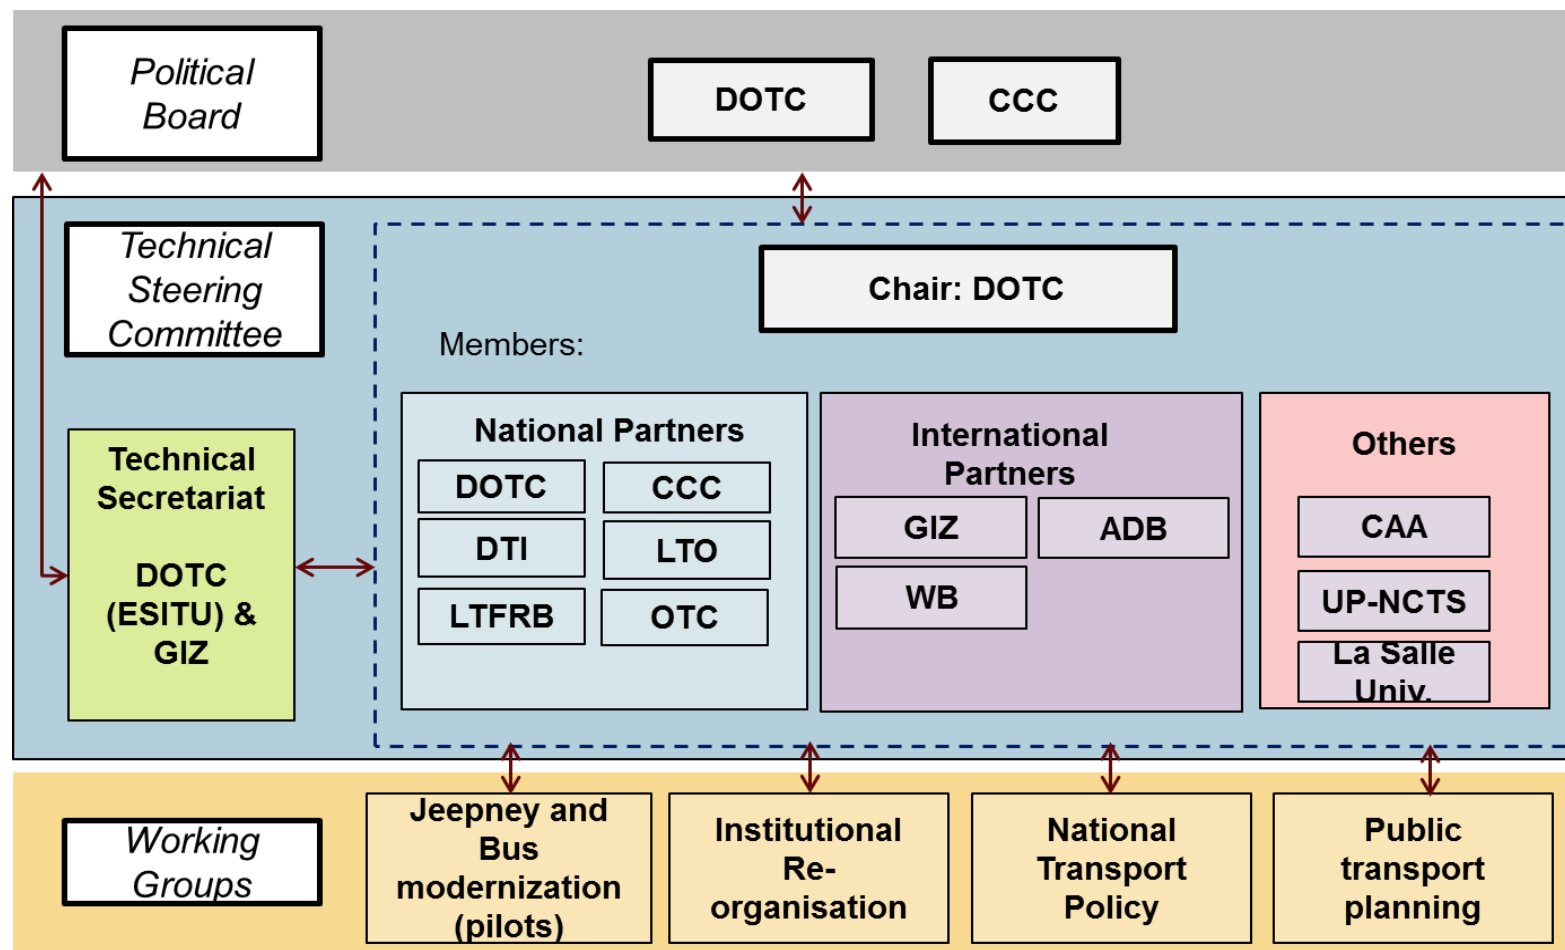 Political
Board
DOTC
CCC
Technical
Steering
Committee
Chair: DOTC
Members:
Technical
Secretariat
DOTC
(ESITU) &
GIZ
National Partners
DOTC
CCC
DTI
LTO
LTFRB
OTC
International
Partners
GIZ
ADB
WB
Others
CAA
UP-NCTS
La Salle
Univ.
Working
Groups
Jeepney and
Bus
modernization
(pilots)
Institutional
Re-
organisation
National
Transport
Policy
Public
transport
planning